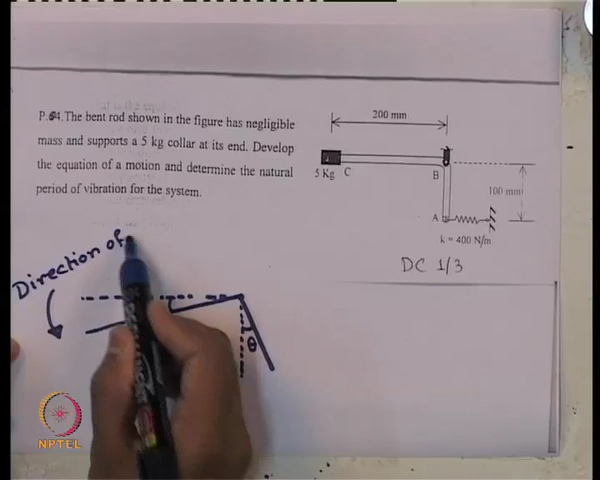 P.64. The bent rod shown in the figure has negligible
mass and supports a 5 kg collar at its end. Develop
the equation of a motion and determine the natural
period of vibration for the system.
200 mm
5 Kg C
B
100 mm
A
k = 400 N/m
DC 1/3
Direction of
θ
NPTEL